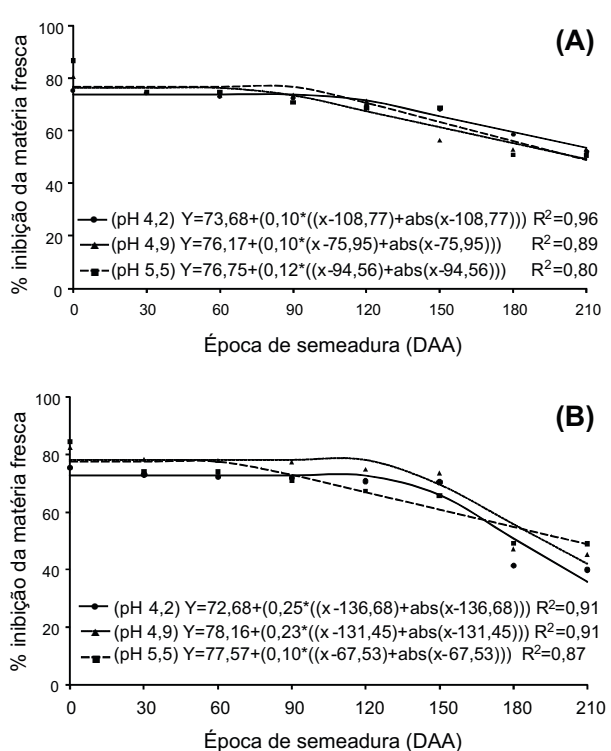 (A)
% inibição da matéria fresca
100
80
60
40
20
0
(pH 4,2) Y=73,68+(0,10*((x-108,77)+abs(x-108,77))) R²=0,96
(pH 4,9) Y=76,17+(0,10*(x-75,95)+abs(x-75,95))) R²=0,89
(pH 5,5) Y=76,75+(0,12*((x-94,56)+abs(x-94,56))) R²=0,80
0 30 60 90 120 150 180 210
Época de semeadura (DAA)
(B)
% inibição da matéria fresca
100
80
60
40
20
0
(pH 4,2) Y=72,68+(0,25*((x-136,68)+abs(x-136,68))) R²=0,91
(pH 4,9) Y=78,16+(0,23*((x-131,45)+abs(x-131,45))) R²=0,91
(pH 5,5) Y=77,57+(0,10*((x-67,53)+abs(x-67,53))) R²=0,87
0 30 60 90 120 150 180 210
Época de semeadura (DAA)